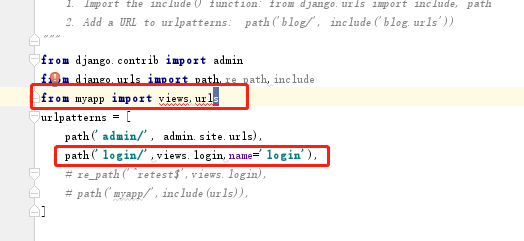 1. Import the include() function: from django.urls import include, path
2. Add a URL to urlpatterns:  path('blog/', include('blog.urls'))
"""
from django.contrib import admin
from django.urls import path,re_path,include
from myapp import views,urls
urlpatterns = [
path('admin/', admin.site.urls),
path('login/',views.login,name='login'),
# re_path('^retest$',views.login),
# path('myapp/',include(urls)),
]